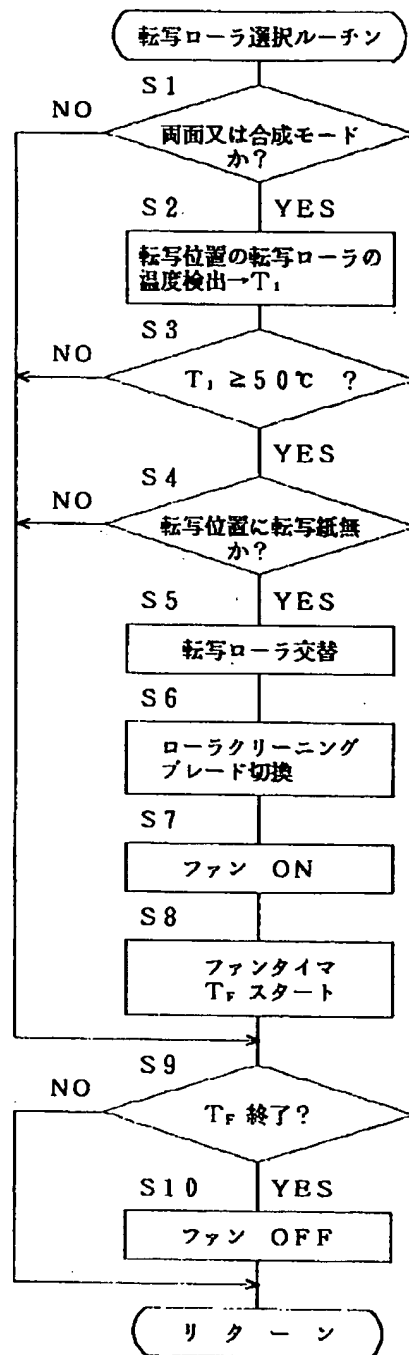 転写ローラ選択ルーチン
S1
NO
両面又は合成モード
か?
S2
YES
転写位置の転写ローラの
温度検出→T₁
S3
NO
T₁ ≥50℃ ?
YES
S4
NO
転写位置に転写紙無
か?
S5
YES
転写ローラ交替
S6
ローラクリーニング
ブレード切換
S7
ファン ON
S8
ファンタイマ
TF スタート
S9
NO
TF 終了?
S10
YES
ファン OFF
リターン